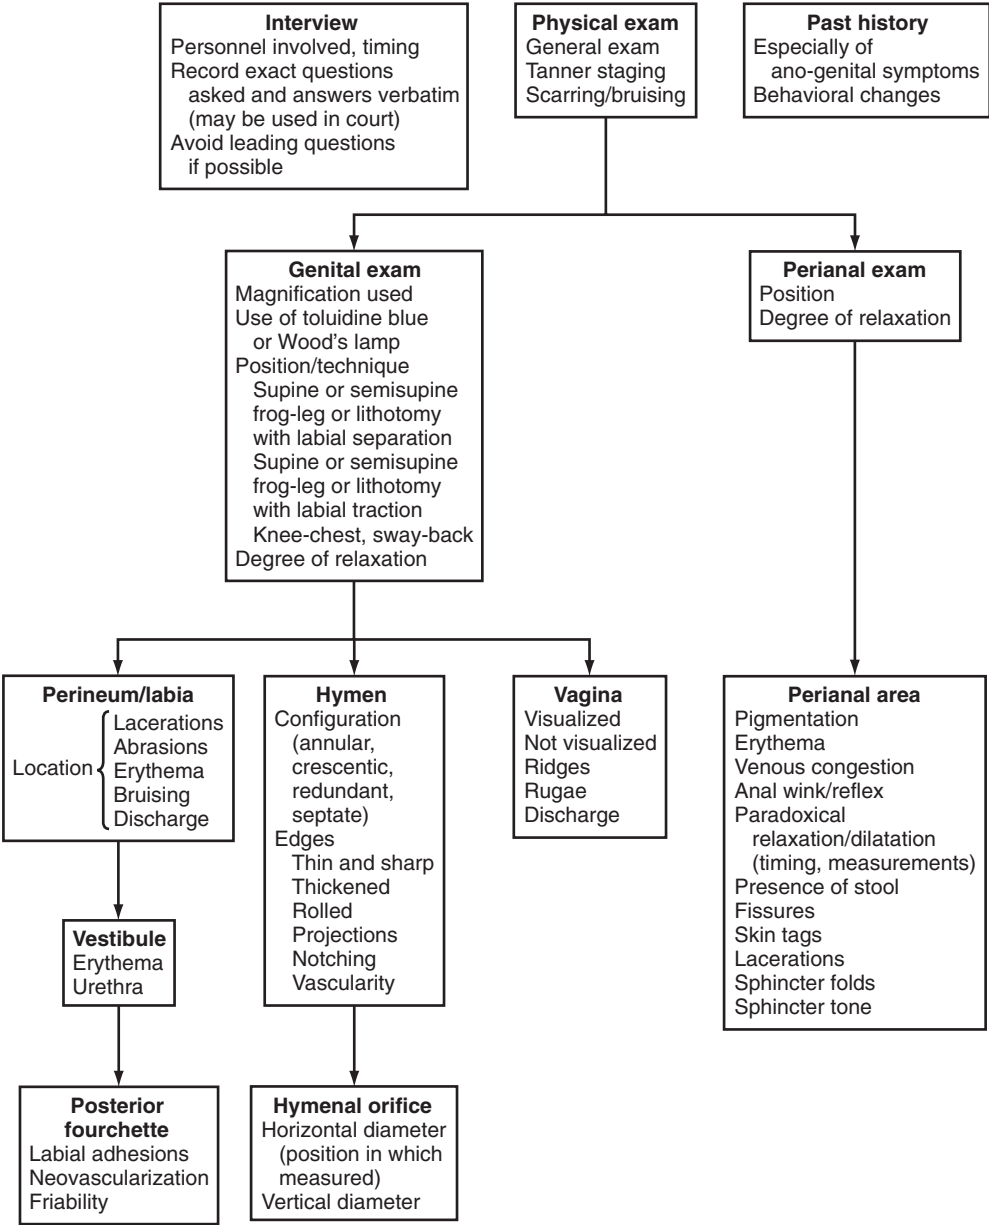 Interview
Personnel involved, timing
Record exact questions
asked and answers verbatim
(may be used in court)
Avoid leading questions
if possible
Physical exam
General exam
Tanner staging
Scarring/bruising
Past history
Especially of
ano-genital symptoms
Behavioral changes
Genital exam
Magnification used
Use of toluidine blue
or Wood's lamp
Position/technique
Supine or semisupine
frog-leg or lithotomy
with labial separation
Supine or semisupine
frog-leg or lithotomy
with labial traction
Knee-chest, sway-back
Degree of relaxation
Perianal exam
Position
Degree of relaxation
Perineum/labia
Location
Lacerations
Abrasions
Erythema
Bruising
Discharge
Hymen
Configuration
(annular,
crescentic,
redundant,
septate)
Edges
Thin and sharp
Thickened
Rolled
Projections
Notching
Vascularity
Vagina
Visualized
Not visualized
Ridges
Rugae
Discharge
Perianal area
Pigmentation
Erythema
Venous congestion
Anal wink/reflex
Paradoxical
relaxation/dilatation
(timing, measurements)
Presence of stool
Fissures
Skin tags
Lacerations
Sphincter folds
Sphincter tone
Vestibule
Erythema
Urethra
Posterior
fourchette
Labial adhesions
Neovascularization
Friability
Hymenal orifice
Horizontal diameter
(position in which
measured)
Vertical diameter